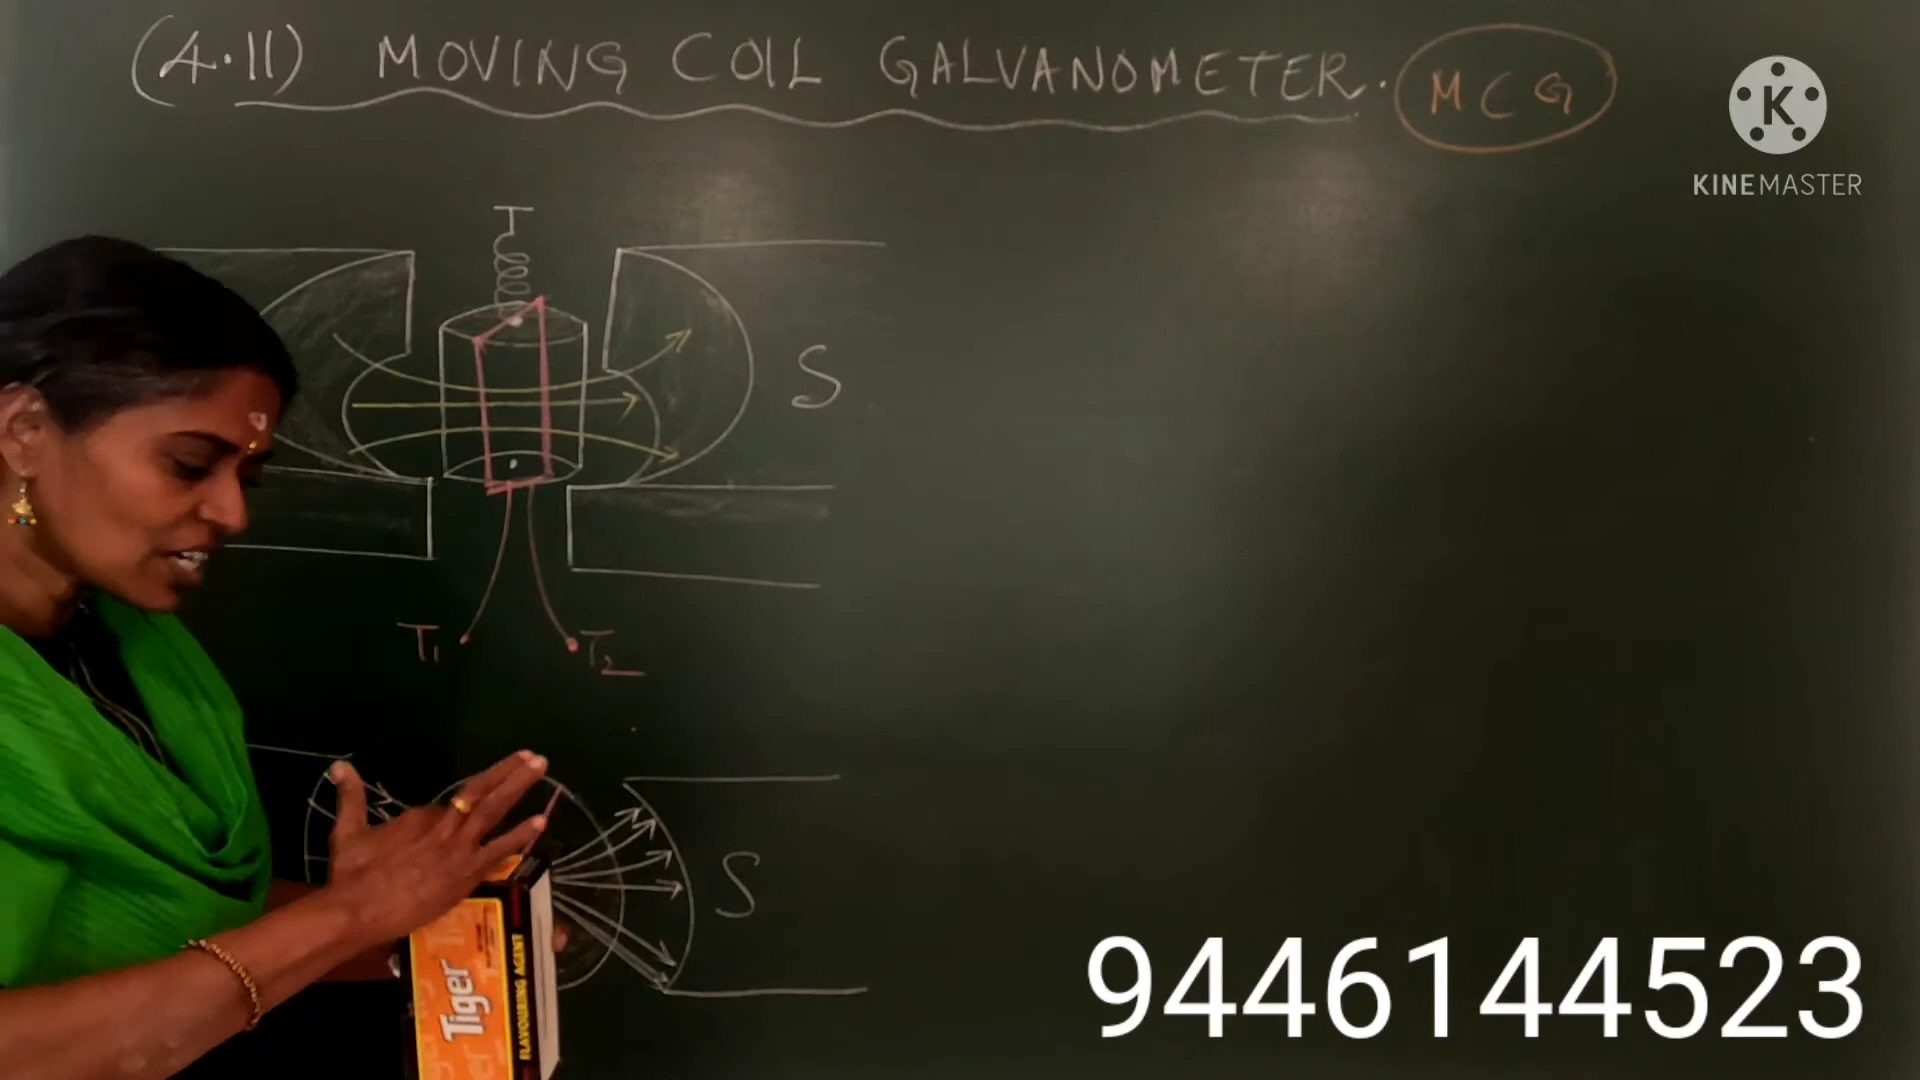 (4.11) MOVING COIL GALVANOMETER. MCG
K
KINEMASTER
S
T1
T2
S
Tiger
FLAVOURING AGENT
9446144523